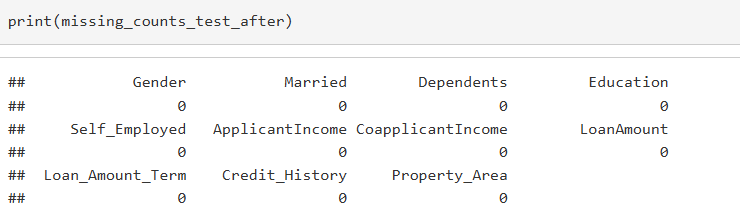 print(missing_counts_test_after)
##            Gender           Married        Dependents         Education
##                 0                 0                 0                 0
##     Self_Employed   ApplicantIncome CoapplicantIncome        LoanAmount
##                 0                 0                 0                 0
##  Loan_Amount_Term    Credit_History     Property_Area
##                 0                 0                 0